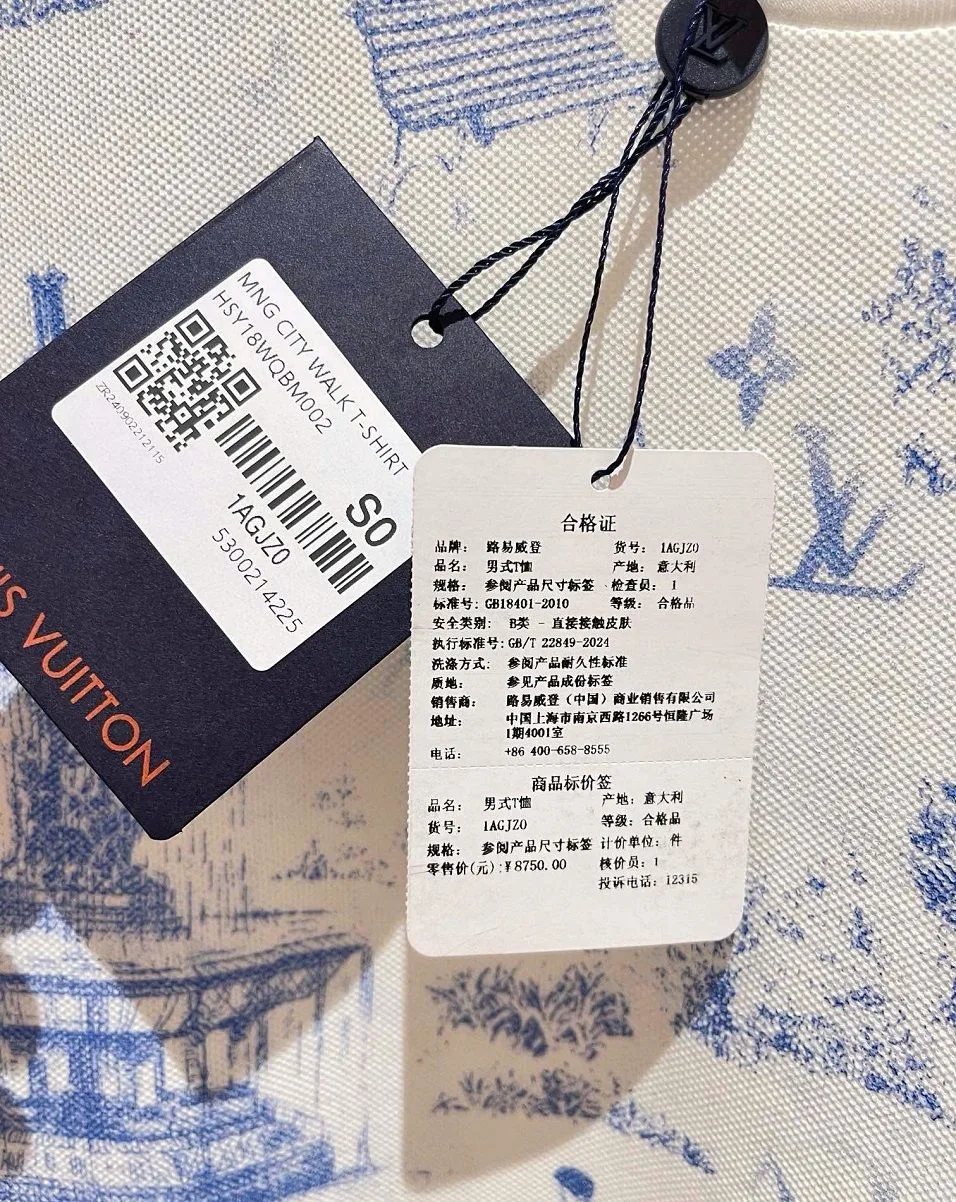 LV
MNG CITY WALK T-SHIRT
HSY18WQBM002
S0
ZR240902212115
1AGJZ0
5300214225
VUITTON
合格证
品牌： 路易威登 货号： 1AGJZ0
品名： 男式T恤 产地： 意大利
规格： 参阅产品尺寸标签 检查员： 1
标准号: GB18401-2010 等级： 合格品
安全类别： B类 - 直接接触皮肤
执行标准号: GB/T 22849-2024
洗涤方式： 参阅产品耐久性标准
质地： 参见产品成份标签
销售商： 路易威登（中国）商业销售有限公司
地址： 中国上海市南京西路1266号恒隆广场
1期4001室
电话： +86 400-658-8555
商品标价签
品名： 男式T恤 产地：意大利
货号： 1AGJZ0 等级：合格品
规格： 参阅产品尺寸标签 计价单位：件
零售价(元):¥8750.00 核价员：1
投诉电话：12315